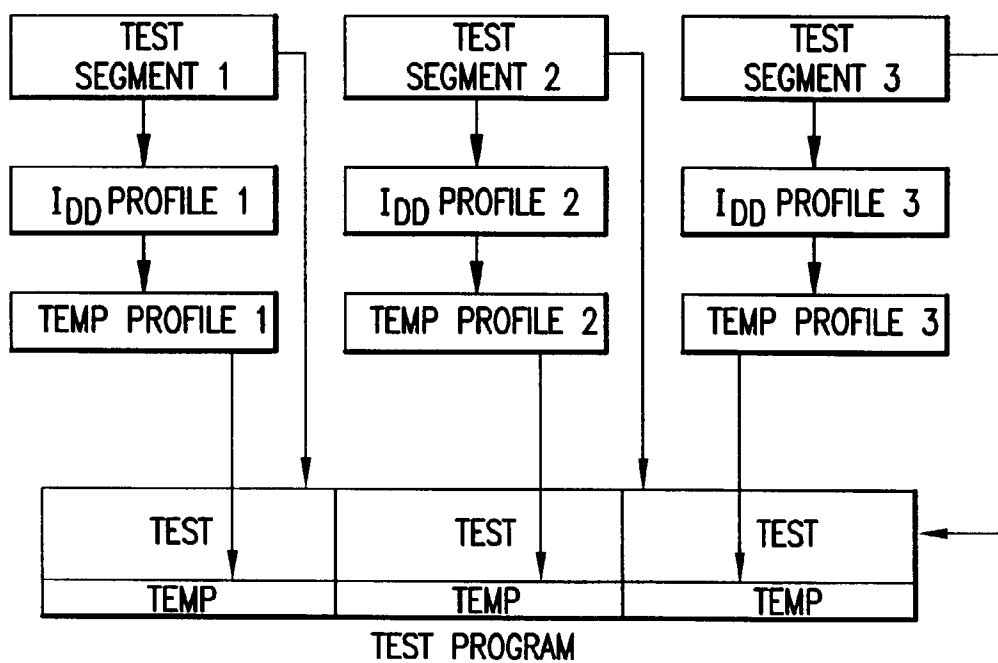 TEST
SEGMENT 1
TEST
SEGMENT 2
TEST
SEGMENT 3
IDD PROFILE 1
IDD PROFILE 2
IDD PROFILE 3
TEMP PROFILE 1
TEMP PROFILE 2
TEMP PROFILE 3
TEST
TEST
TEST
TEMP
TEMP
TEMP
TEST PROGRAM